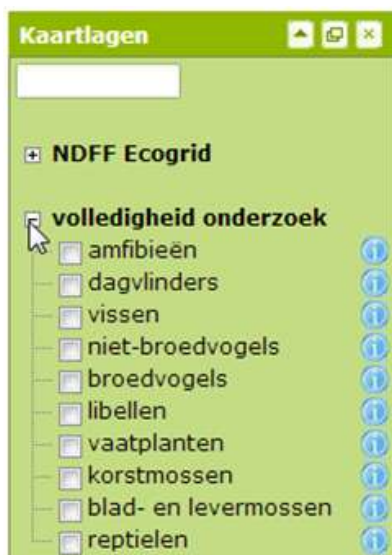 Kaartlagen
NDFF Ecogrid
volledigheid onderzoek
amfibieën
dagvlinders
vissen
niet-broedvogels
broedvogels
libellen
vaatplanten
korstmossen
blad- en levermossen
reptielen